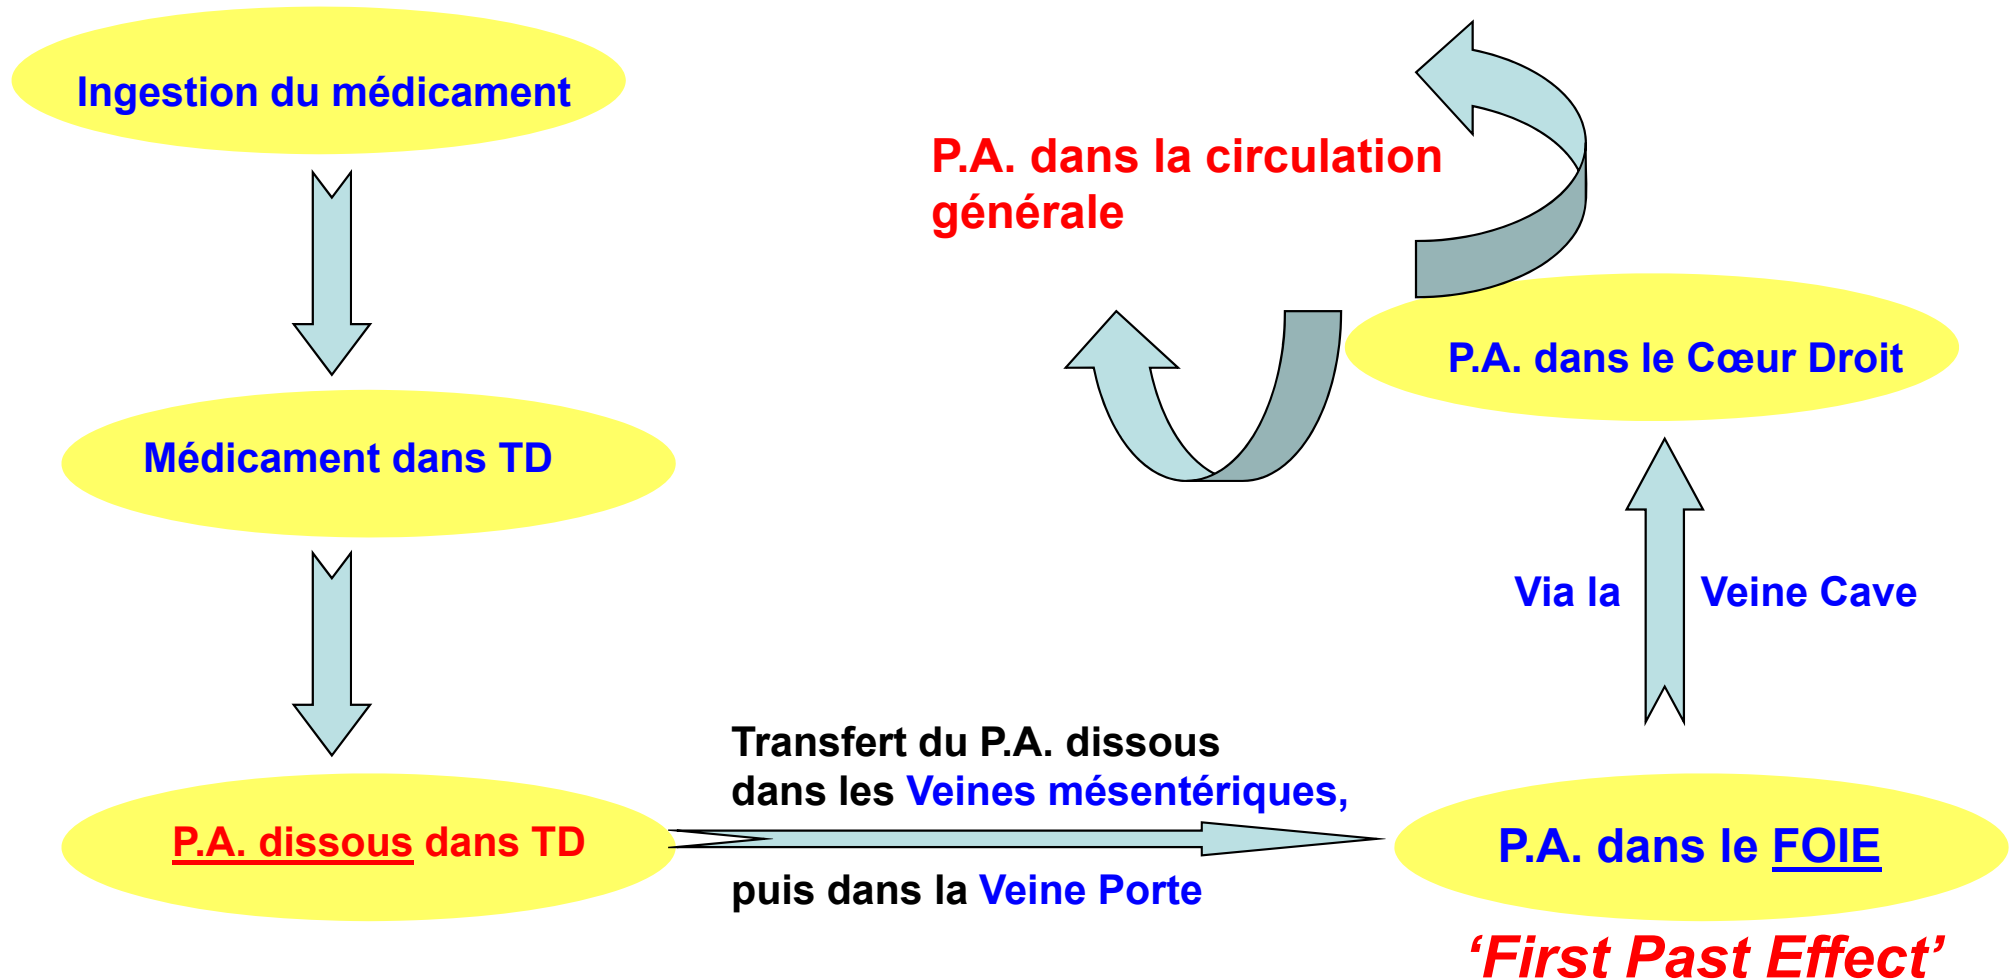 Ingestion du médicament
Médicament dans TD
P.A. dissous dans TD
Transfert du P.A. dissous
dans les Veines mésentériques,
puis dans la Veine Porte
P.A. dans le FOIE
‘First Past Effect’
Via la Veine Cave
P.A. dans le Cœur Droit
P.A. dans la circulation
générale